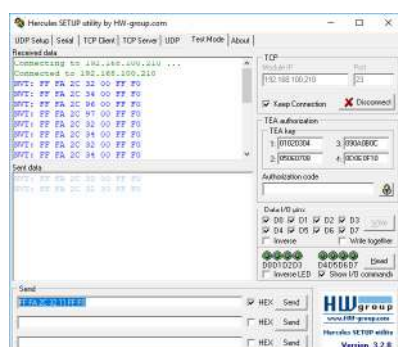 Hercules SETUP utility by HW-group.com
UDP Setup | Serial | TCP Client | TCP Server | UDP | Test Mode | About
Received data
Connecting to 192.168.100.210 ...
Connected to 192.168.100.210
NVT: FF FA 2C 32 00 FF F0
NVT: FF FA 2C 34 00 FF F0
NVT: FF FA 2C 96 00 FF F0
NVT: FF FA 2C 97 00 FF F0
NVT: FF FA 2C 32 00 FF F0
NVT: FF FA 2C 34 00 FF F0
NVT: FF FA 2C 32 00 FF F0
NVT: FF FA 2C 34 00 FF F0
Sent data
TCP
Module IP Port
192.168.100.210 23
Keep Connection Disconnect
TEA authorization
TEA key
1: 01020304 3: 090A0B0C
2: 05060708 4: 0D0E0F10
Authorization code
Data I/O pins
D0 D1 D2 D3 Write
D4 D5 D6 D7
Inverse Write together
D0D1D2D3 D4D5D6D7 Read
Inverse LED Show I/O commands
Send
HEX Send
HEX Send
HEX Send
HW group
www.HW-group.com
Hercules SETUP utility
Version 3.2.8